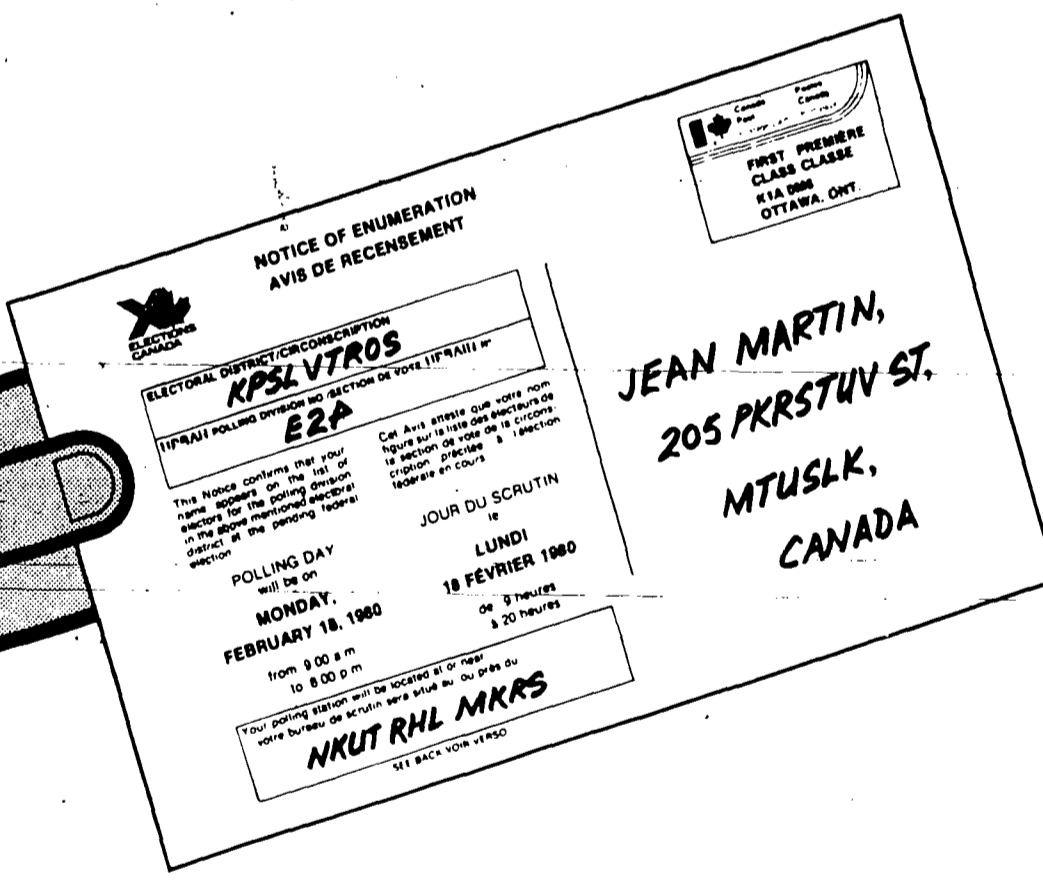 NOTICE OF ENUMERATION
AVIS DE RECENSEMENT
ELECTIONS
CANADA
ELECTORAL DISTRICT/CIRCONSCRIPTION
KPSLVTROS
POLLING DIVISION NO/SECTION DE VOTE
E2A
This Notice confirms that your
name appears on the list of
electors for the polling division
in the above mentioned electoral
district at the pending federal
election
POLLING DAY
will be on
MONDAY,
FEBRUARY 18, 1980
from 9 00 a m
to 8 00 p m
Cet Avis atteste que votre nom
figure sur la liste des électeurs de
la section de vote de la circons-
cription précitée à l'élection
fédérale en cours
JOUR DU SCRUTIN
le
LUNDI
18 FÉVRIER 1980
de 9 heures
à 20 heures
Your polling station will be located at or near
votre bureau de scrutin sera situé au ou près du
NKUT RHL MKRS
SEE BACK VOIR VERSO
Canada Postes
Post Canada
FIRST PREMIÈRE
CLASS CLASSE
K1A
OTTAWA, ONT.
JEAN MARTIN,
205 PKRSTUV ST,
MTUSLK,
CANADA